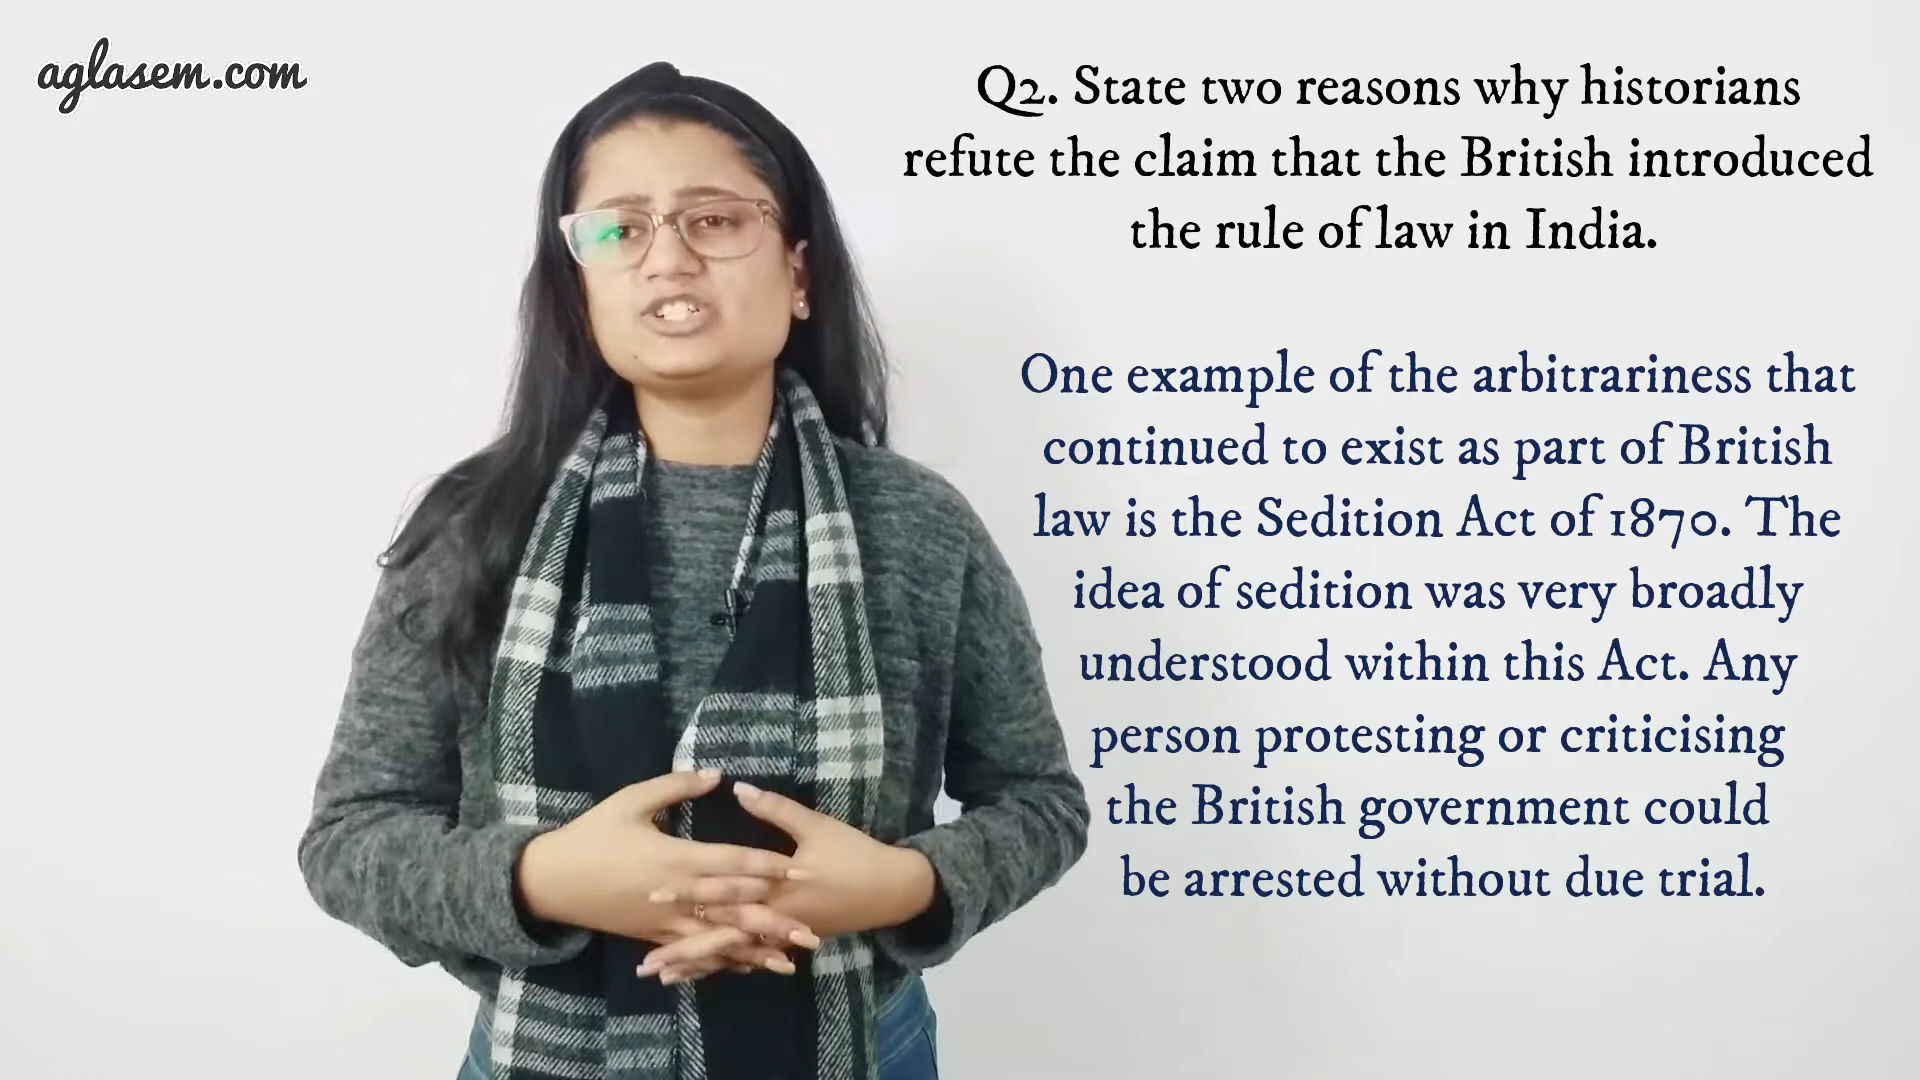 aglasem.com
Q2. State two reasons why historians
refute the claim that the British introduced
the rule of law in India.
One example of the arbitrariness that
continued to exist as part of British
law is the Sedition Act of 1870. The
idea of sedition was very broadly
understood within this Act. Any
person protesting or criticising
the British government could
be arrested without due trial.